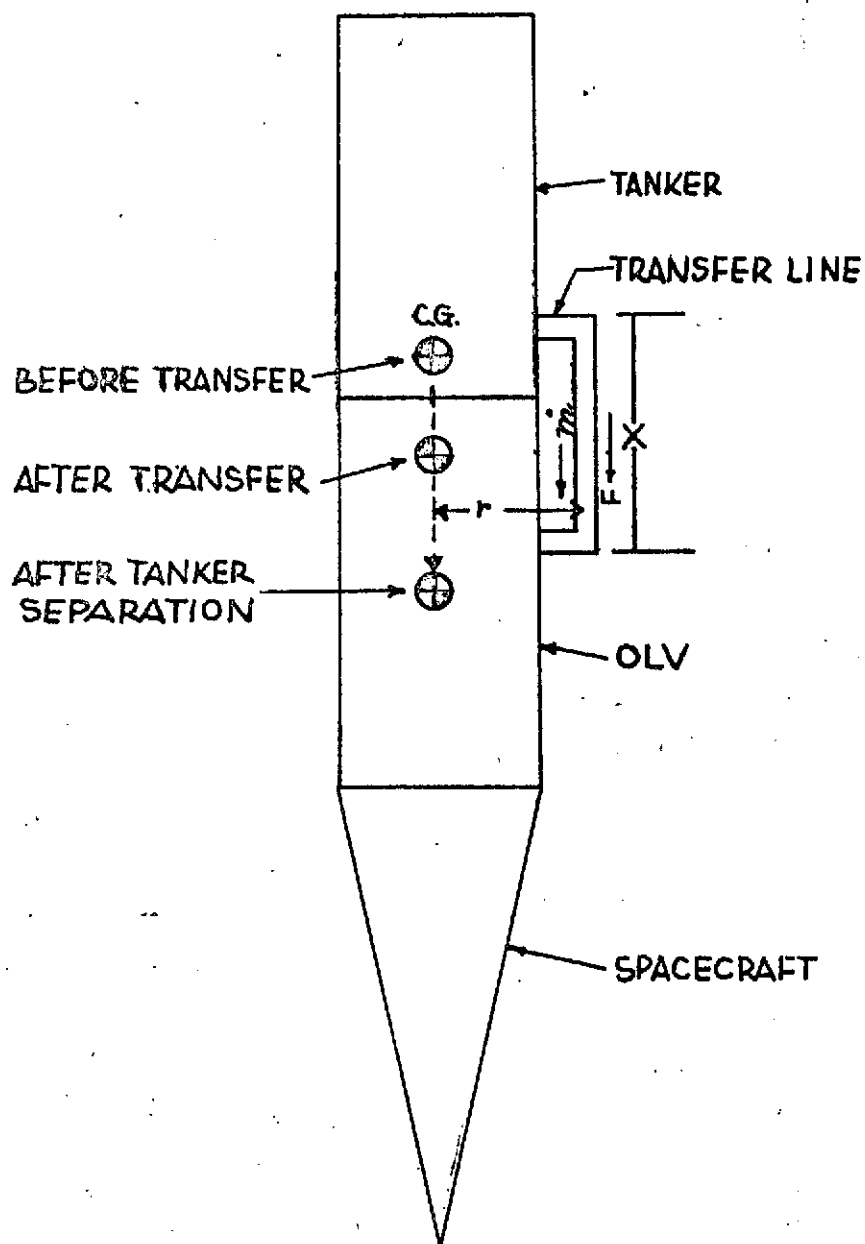 TANKER
TRANSFER LINE
C.G.
BEFORE TRANSFER
ṁ
X
F
AFTER TRANSFER
r
AFTER TANKER
SEPARATION
OLV
SPACECRAFT